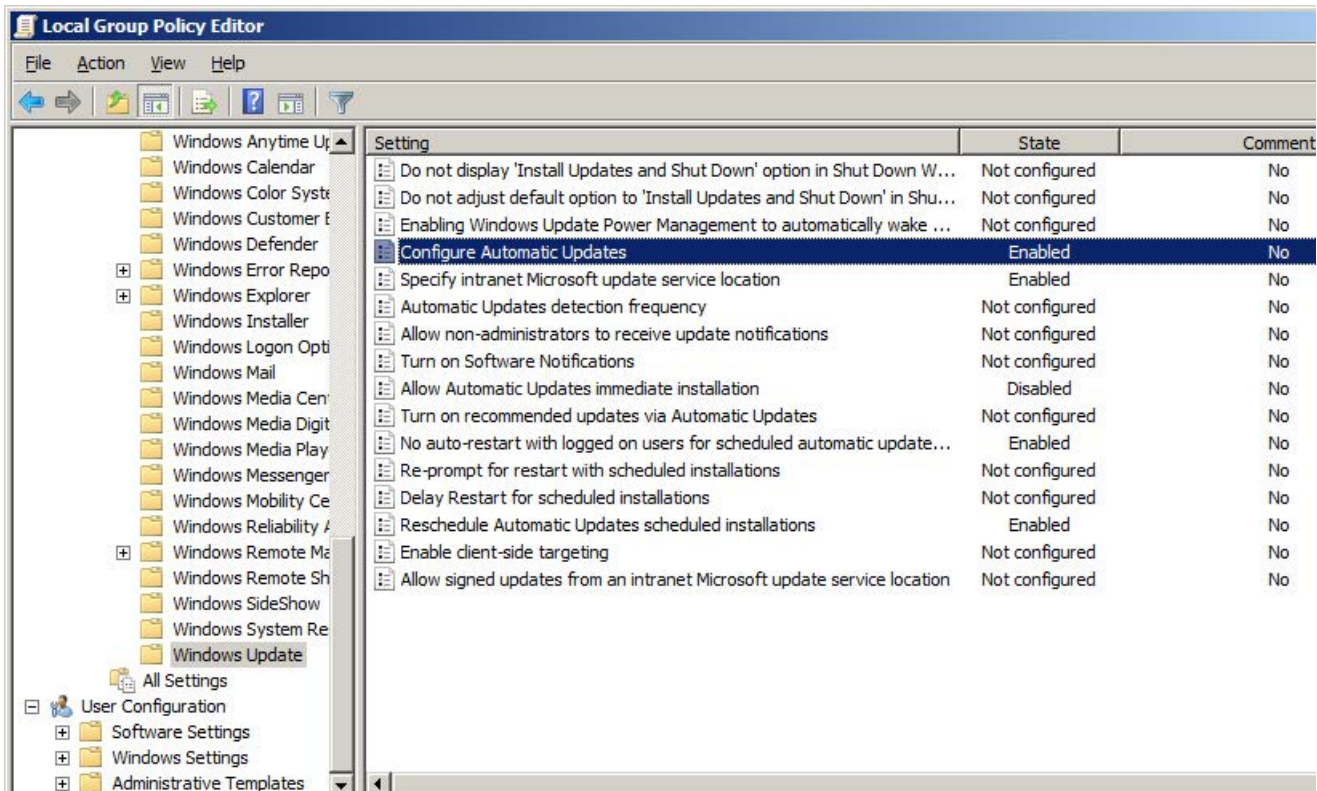 Local Group Policy Editor
File Action View Help
Windows Anytime Up
Windows Calendar
Windows Color Syste
Windows Customer E
Windows Defender
Windows Error Repo
Windows Explorer
Windows Installer
Windows Logon Opti
Windows Mail
Windows Media Cen
Windows Media Digit
Windows Media Play
Windows Messenger
Windows Mobility Ce
Windows Reliability A
Windows Remote Ma
Windows Remote Sh
Windows SideShow
Windows System Re
Windows Update
All Settings
User Configuration
Software Settings
Windows Settings
Administrative Templates
Setting State Comment
Do not display 'Install Updates and Shut Down' option in Shut Down W... Not configured No
Do not adjust default option to 'Install Updates and Shut Down' in Shu... Not configured No
Enabling Windows Update Power Management to automatically wake ... Not configured No
Configure Automatic Updates Enabled No
Specify intranet Microsoft update service location Enabled No
Automatic Updates detection frequency Not configured No
Allow non-administrators to receive update notifications Not configured No
Turn on Software Notifications Not configured No
Allow Automatic Updates immediate installation Disabled No
Turn on recommended updates via Automatic Updates Not configured No
No auto-restart with logged on users for scheduled automatic update... Enabled No
Re-prompt for restart with scheduled installations Not configured No
Delay Restart for scheduled installations Not configured No
Reschedule Automatic Updates scheduled installations Enabled No
Enable client-side targeting Not configured No
Allow signed updates from an intranet Microsoft update service location Not configured No